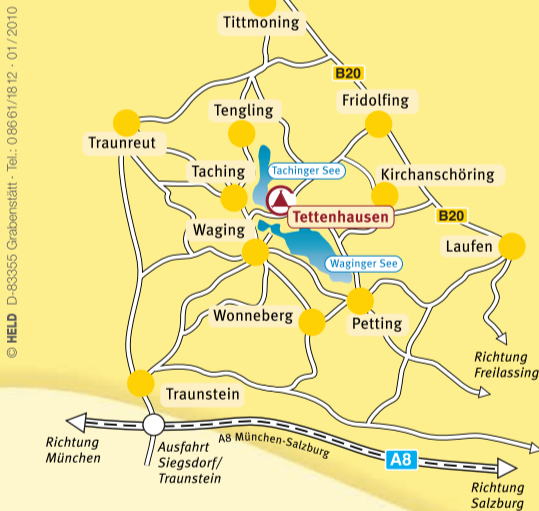 © HELD D-83355 Grabenstätt · Tel.: 08661/1812 · 01/2010
Tittmoning
B20
Fridolfing
Tengling
Traunreut
Taching
Tachinger See
Kirchanschöring
Tettenhausen
B20
Waging
Laufen
Waginger See
Wonneberg
Petting
Richtung
Freilassing
Traunstein
Richtung
München
Ausfahrt
Siegsdorf/
Traunstein
A8 München-Salzburg
A8
Richtung
Salzburg